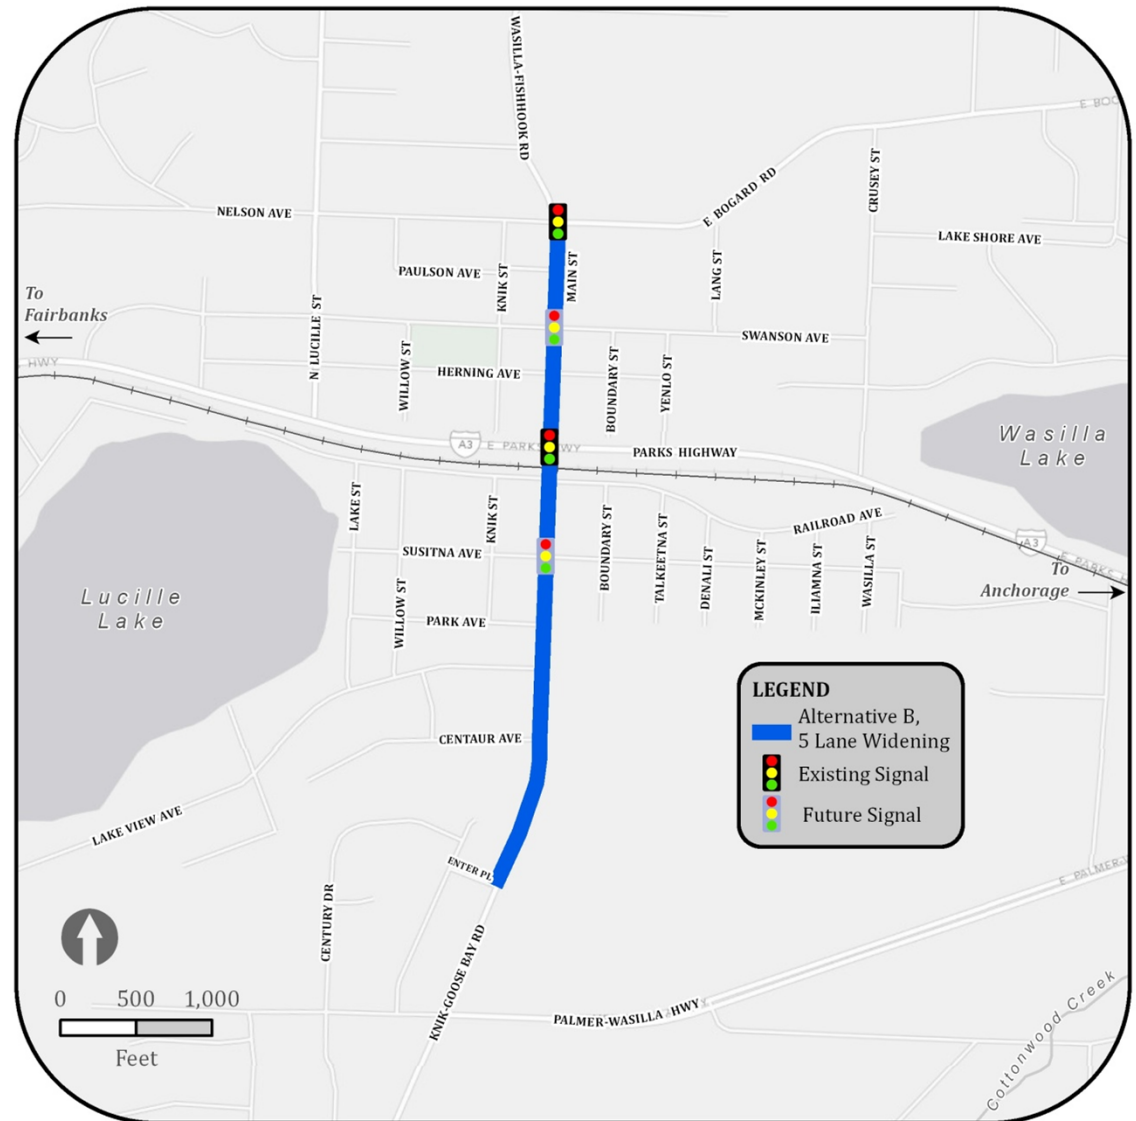 WASILLA-FISHHOOK RD
E BOG
NELSON AVE
E BOGARD RD
CRUSEY ST
LAKE SHORE AVE
PAULSON AVE
KNIK ST
MAIN ST
LANG ST
To
Fairbanks
N LUCILLE ST
WILLOW ST
SWANSON AVE
HERNING AVE
BOUNDARY ST
YENLO ST
HWY
A3
E PARKS HWY
PARKS HIGHWAY
Wasilla
Lake
LAKE ST
KNIK ST
RAILROAD AVE
SUSITNA AVE
BOUNDARY ST
TALKEETNA ST
DENALI ST
MCKINLEY ST
ILIAMNA ST
WASILLA ST
A3
E PARKS H
To
Anchorage
Lucille
Lake
WILLOW ST
PARK AVE
CENTAUR AVE
LEGEND
Alternative B,
5 Lane Widening
Existing Signal
Future Signal
LAKE VIEW AVE
ENTER PL
E PALMER-W
CENTURY DR
KNIK-GOOSE BAY RD
PALMER-WASILLA HWY
Cottonwood Creek
0 500 1,000
Feet